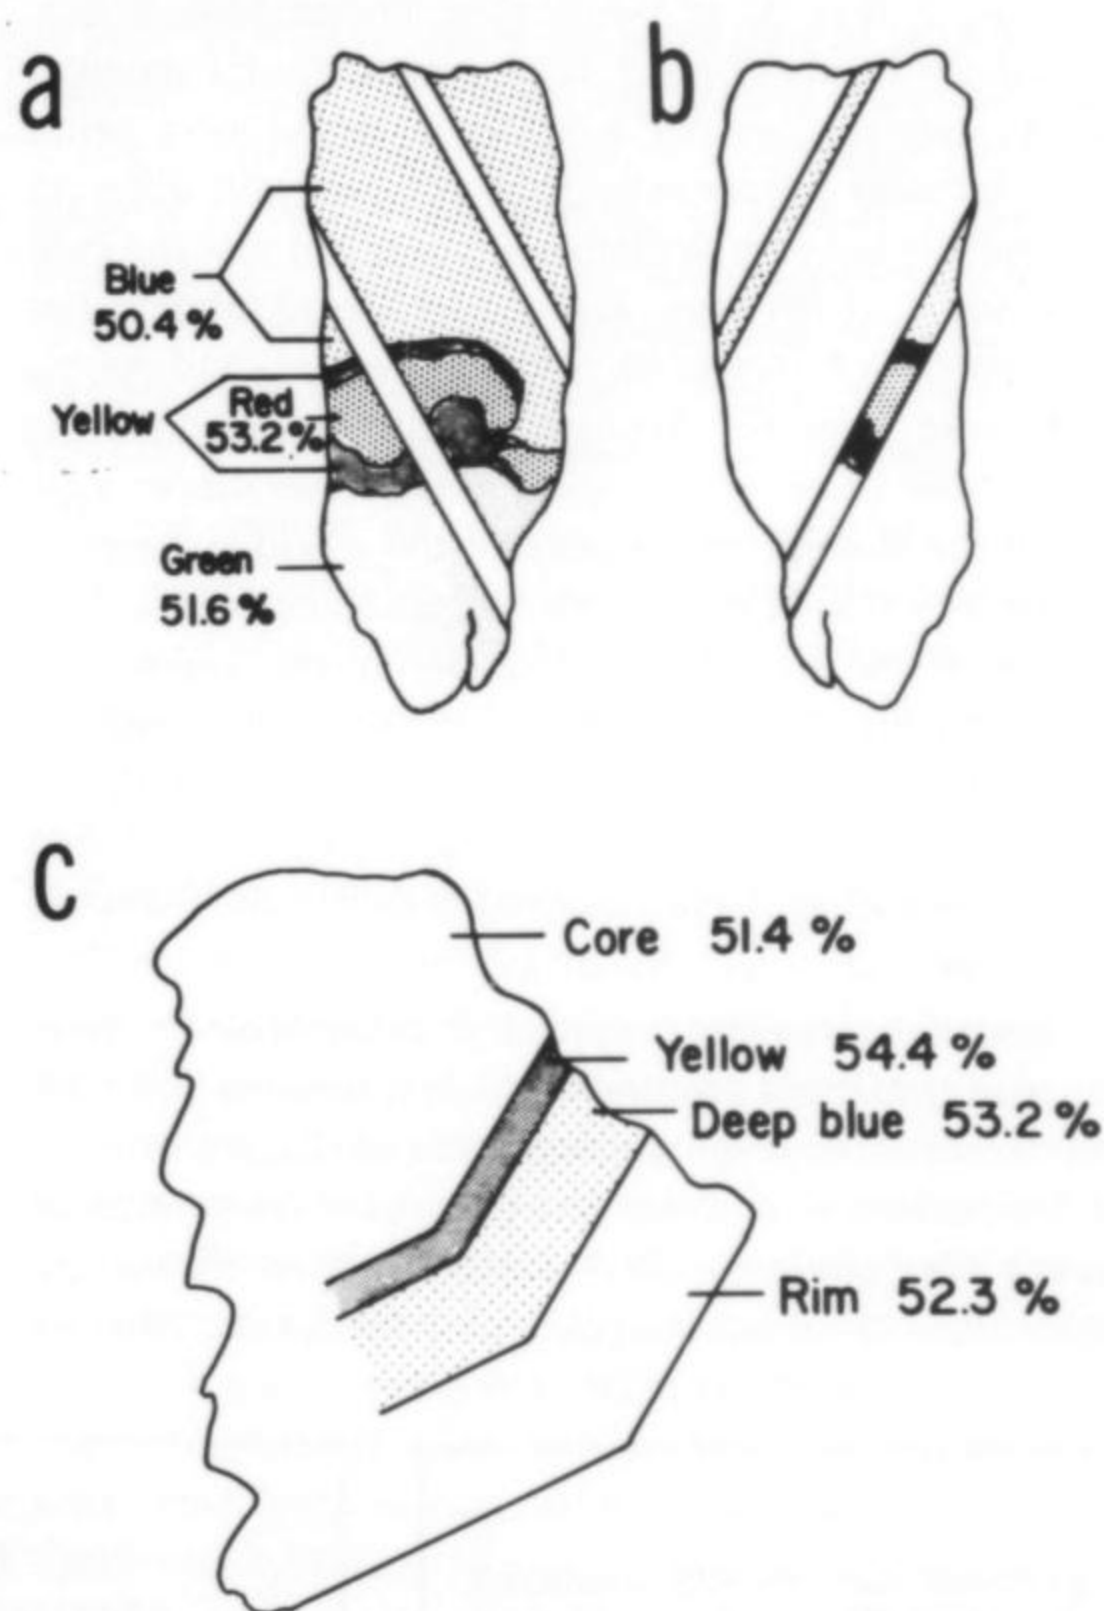 a
b
Blue
50.4 %
Yellow
Red
53.2 %
Green
51.6 %
c
Core 51.4 %
Yellow 54.4 %
Deep blue 53.2 %
Rim 52.3 %